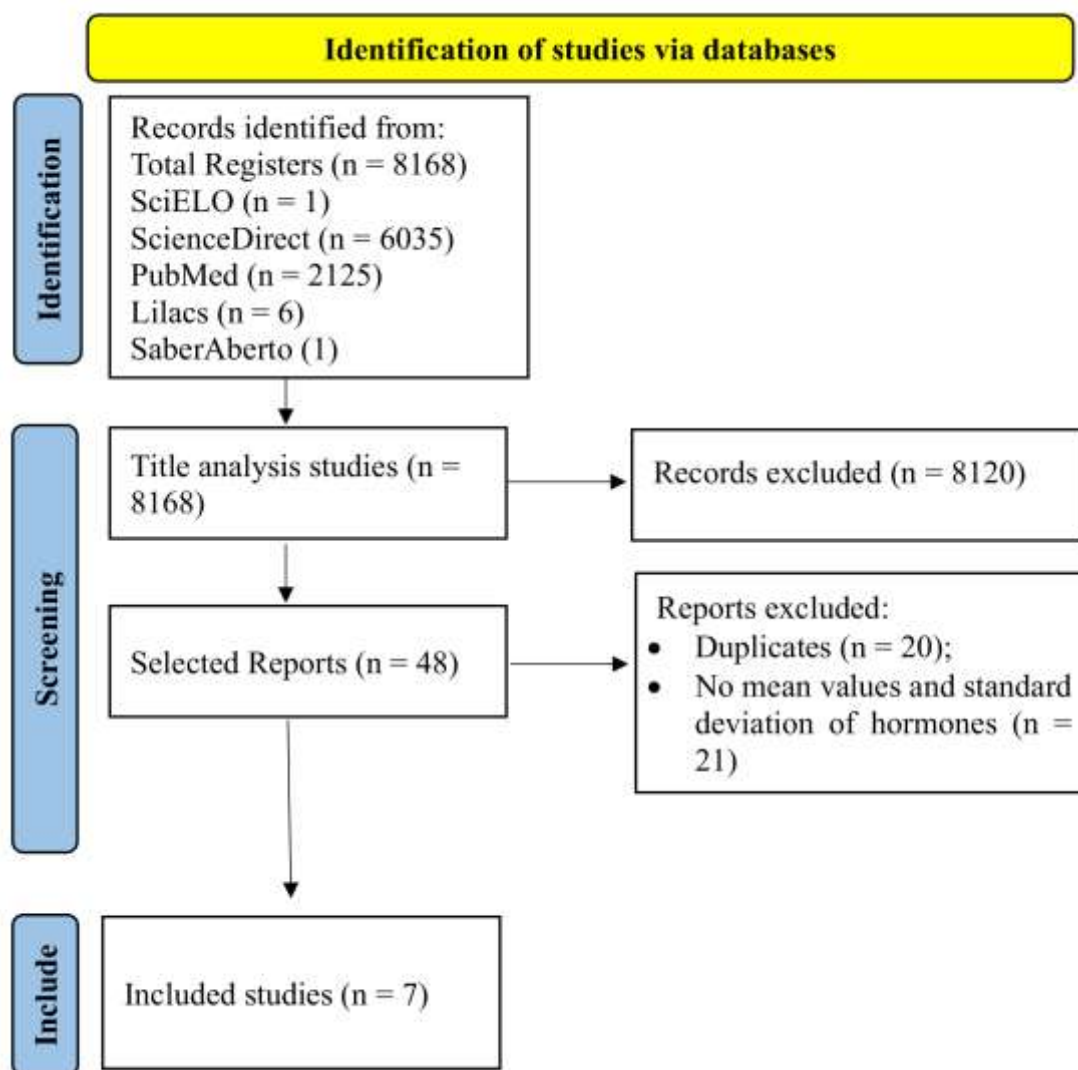 Identification of studies via databases
Identification
Records identified from:
Total Registers (n = 8168)
SciELO (n = 1)
ScienceDirect (n = 6035)
PubMed (n = 2125)
Lilacs (n = 6)
SaberAberto (1)
Screening
Title analysis studies (n =
8168)
Records excluded (n = 8120)
Selected Reports (n = 48)
Reports excluded:
• Duplicates (n = 20);
• No mean values and standard
deviation of hormones (n =
21)
Include
Included studies (n = 7)